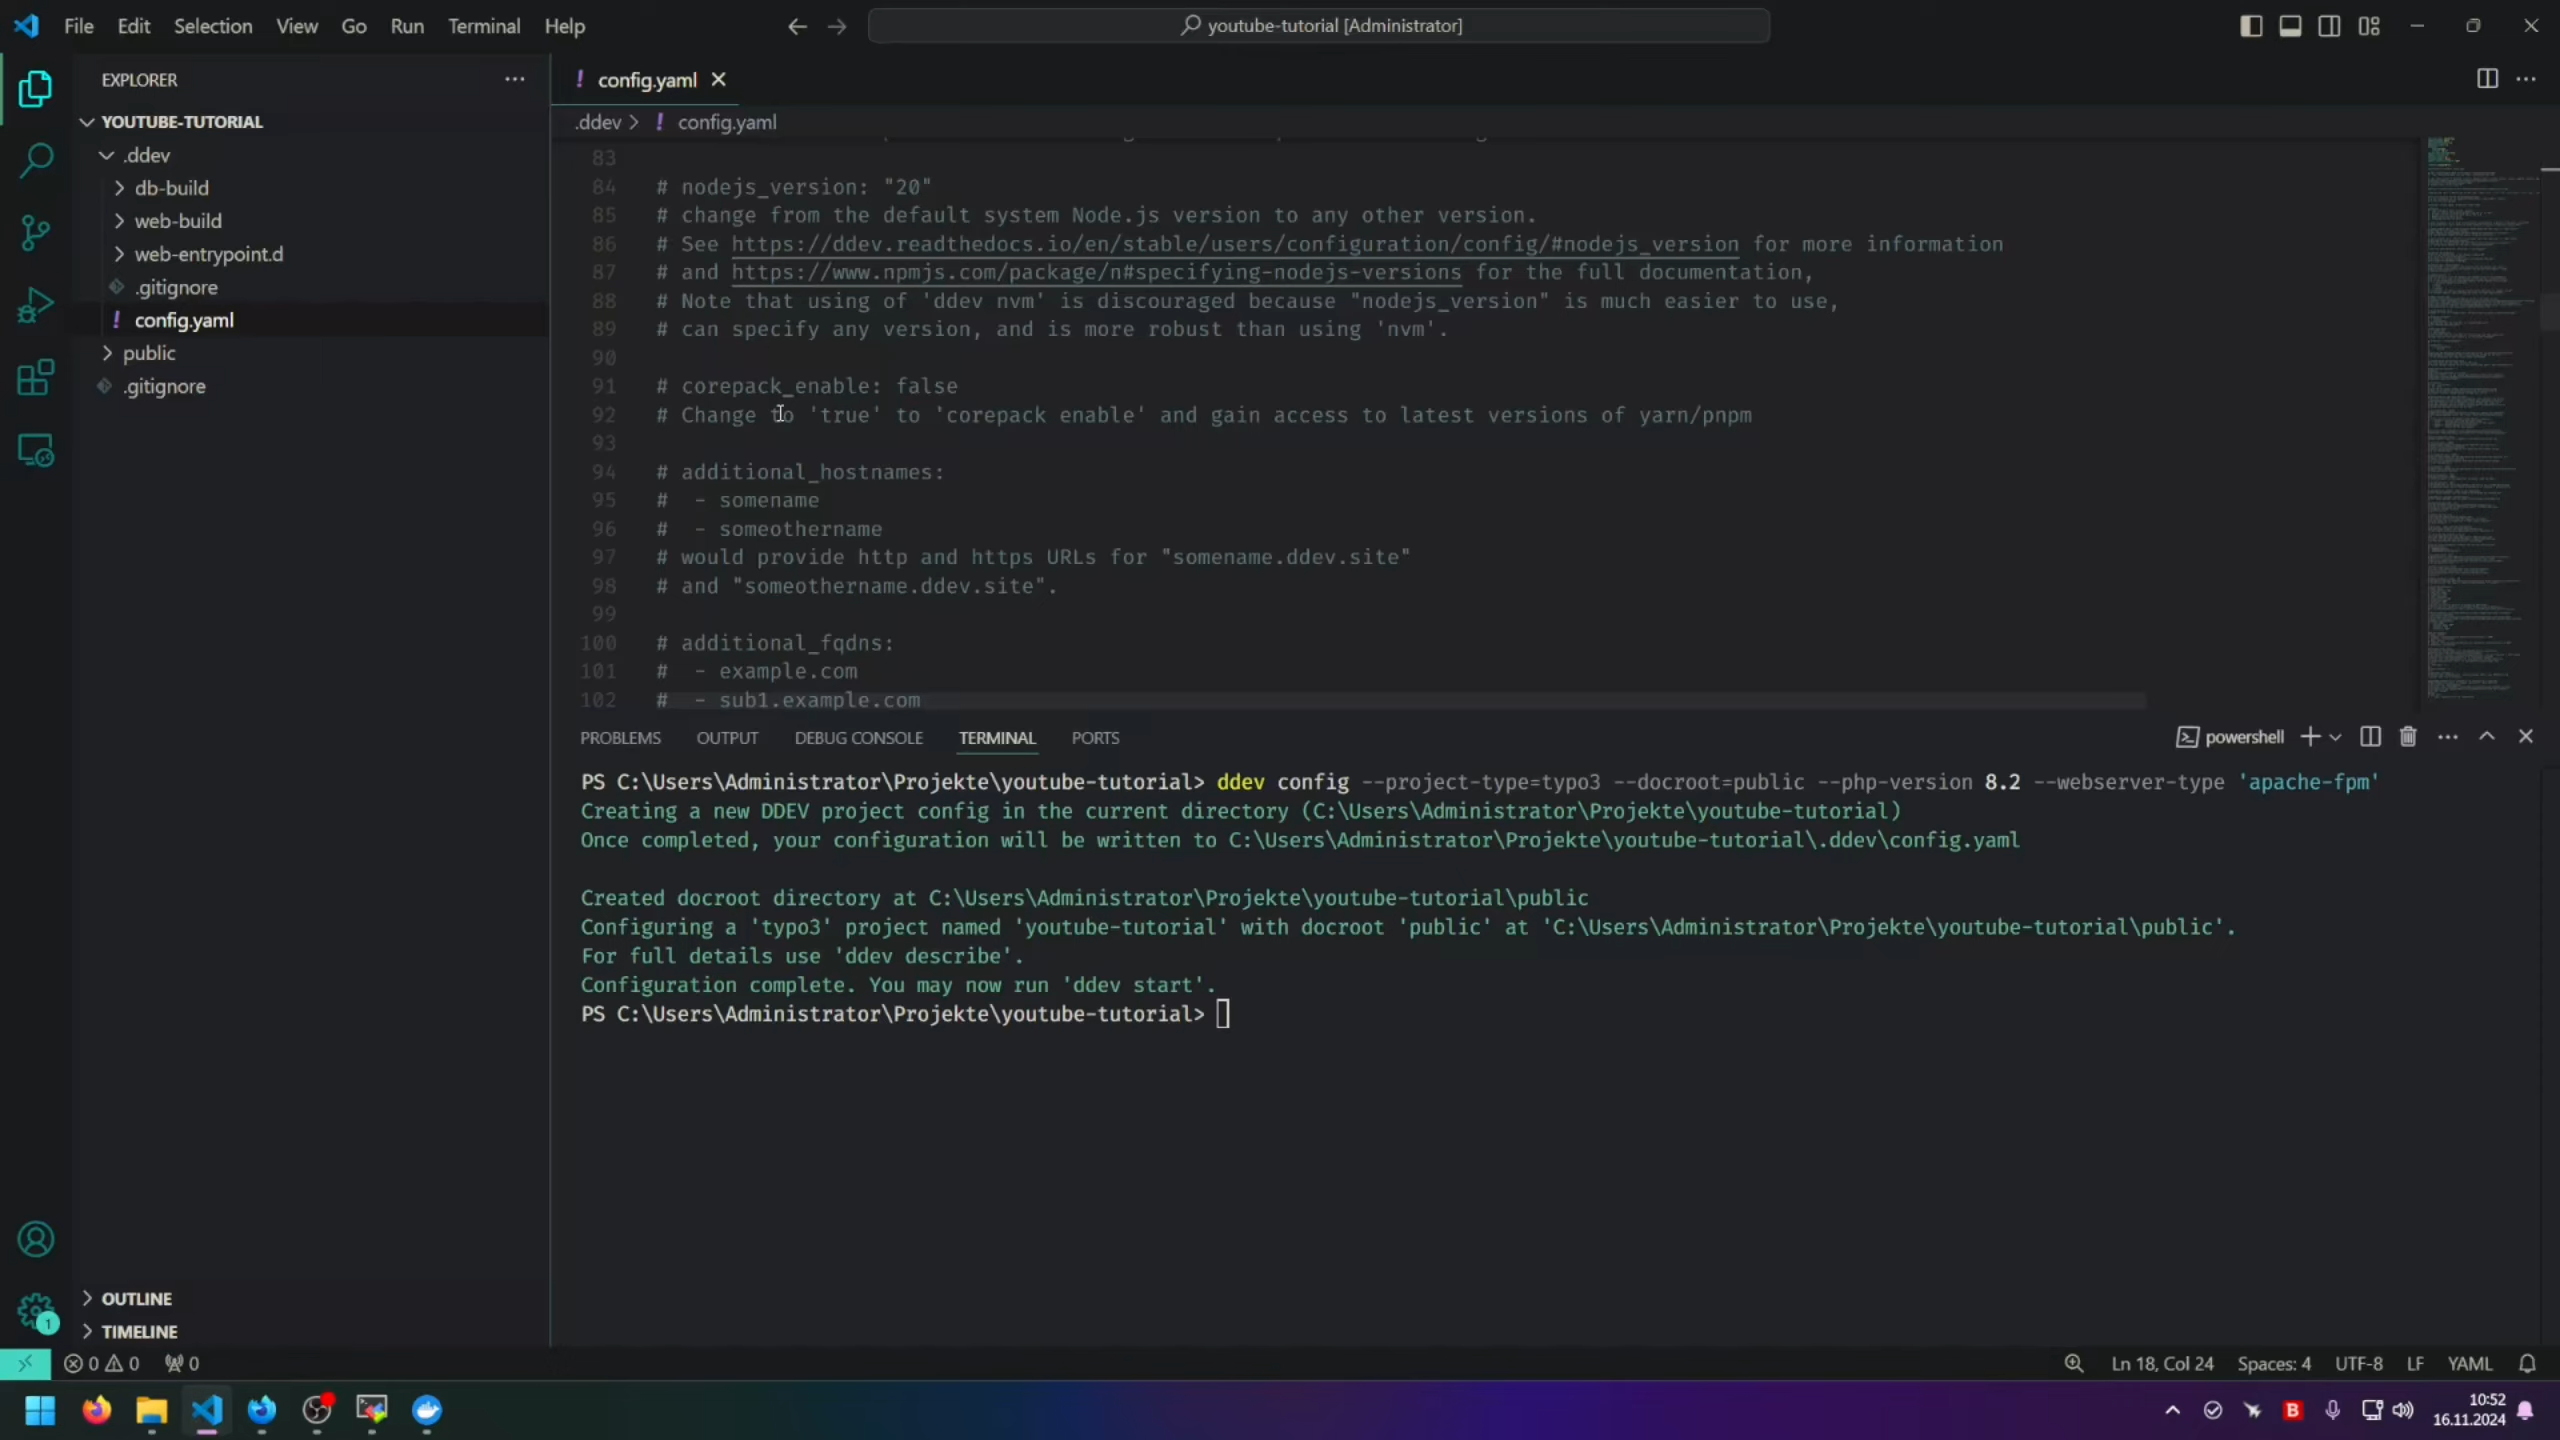 File Edit Selection View Go Run Terminal Help
youtube-tutorial [Administrator]
EXPLORER
YOUTUBE-TUTORIAL
.ddev
db-build
web-build
web-entrypoint.d
.gitignore
! config.yaml
public
.gitignore
OUTLINE
TIMELINE
! config.yaml
.ddev > ! config.yaml
83
84 # nodejs_version: "20"
85 # change from the default system Node.js version to any other version.
86 # See https://ddev.readthedocs.io/en/stable/users/configuration/config/#nodejs_version for more information
87 # and https://www.npmjs.com/package/n#specifying-nodejs-versions for the full documentation,
88 # Note that using of 'ddev nvm' is discouraged because "nodejs_version" is much easier to use,
89 # can specify any version, and is more robust than using 'nvm'.
90
91 # corepack_enable: false
92 # Change to 'true' to 'corepack enable' and gain access to latest versions of yarn/pnpm
93
94 # additional_hostnames:
95 #  - somename
96 #  - someothername
97 # would provide http and https URLs for "somename.ddev.site"
98 # and "someothername.ddev.site".
99
100 # additional_fqdns:
101 #  - example.com
102 #  - sub1.example.com
PROBLEMS OUTPUT DEBUG CONSOLE TERMINAL PORTS
powershell
PS C:\Users\Administrator\Projekte\youtube-tutorial> ddev config --project-type=typo3 --docroot=public --php-version 8.2 --webserver-type 'apache-fpm'
Creating a new DDEV project config in the current directory (C:\Users\Administrator\Projekte\youtube-tutorial)
Once completed, your configuration will be written to C:\Users\Administrator\Projekte\youtube-tutorial\.ddev\config.yaml
Created docroot directory at C:\Users\Administrator\Projekte\youtube-tutorial\public
Configuring a 'typo3' project named 'youtube-tutorial' with docroot 'public' at 'C:\Users\Administrator\Projekte\youtube-tutorial\public'.
For full details use 'ddev describe'.
Configuration complete. You may now run 'ddev start'.
PS C:\Users\Administrator\Projekte\youtube-tutorial>
1
0 0 0
Ln 18, Col 24 Spaces: 4 UTF-8 LF YAML
B
10:52
16.11.2024